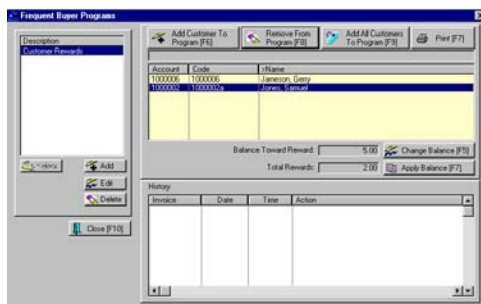 Frequent Buyer Programs
Description
Customer Rewards
Add Customer To
Program [F6]
Remove From
Program [F8]
Add All Customers
To Program [F9]
Print [F7]
Account Code >Name
1000006 1000006 Jameson, Gerry
1000002 1000002a Jones, Samuel
Balance Toward Reward: 5.00 Change Balance [F5]
Total Rewards: 2.00 Apply Balance [F7]
Select Add
Edit
Delete
Close [F10]
History
Invoice Date Time Action